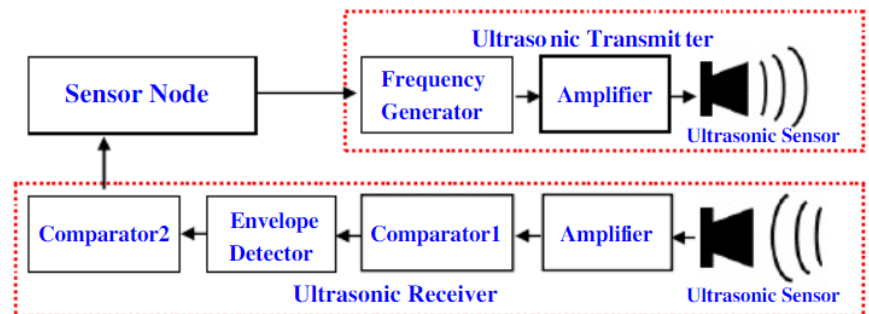 Ultrasonic Transmitter
Sensor Node
Frequency
Generator
Amplifier
Ultrasonic Sensor
Comparator2
Envelope
Detector
Comparator1
Amplifier
Ultrasonic Sensor
Ultrasonic Receiver